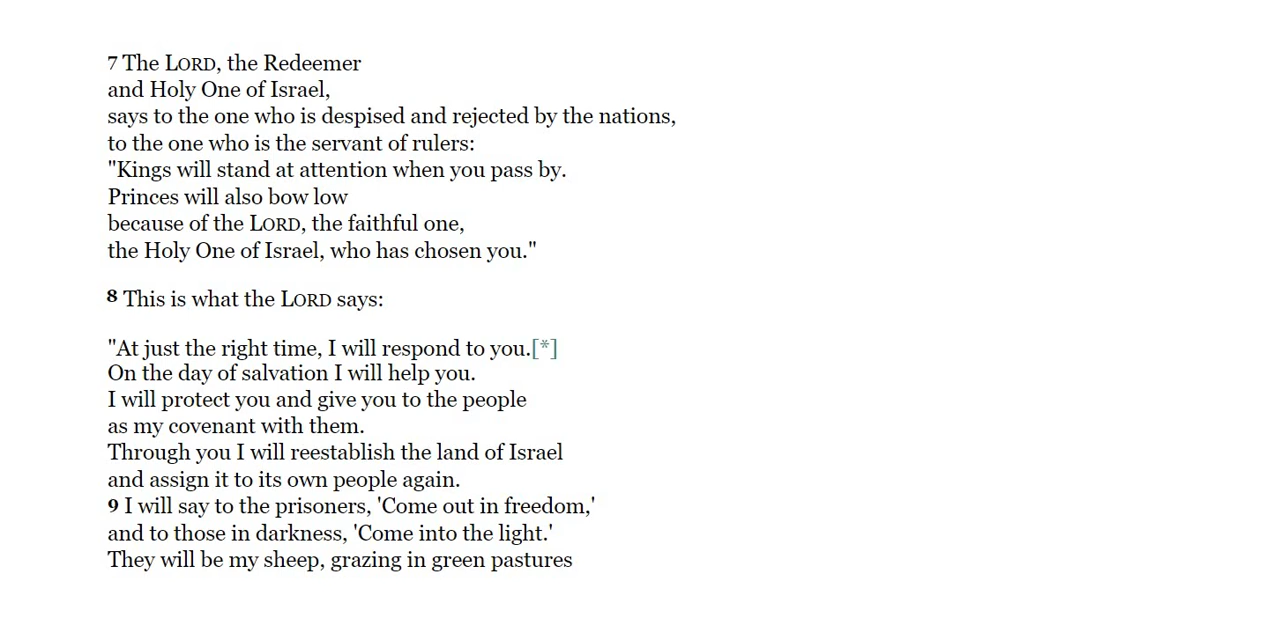 7 The LORD, the Redeemer
and Holy One of Israel,
says to the one who is despised and rejected by the nations,
to the one who is the servant of rulers:
"Kings will stand at attention when you pass by.
Princes will also bow low
because of the LORD, the faithful one,
the Holy One of Israel, who has chosen you."
8 This is what the LORD says:
"At just the right time, I will respond to you.[*]
On the day of salvation I will help you.
I will protect you and give you to the people
as my covenant with them.
Through you I will reestablish the land of Israel
and assign it to its own people again.
9 I will say to the prisoners, 'Come out in freedom,'
and to those in darkness, 'Come into the light.'
They will be my sheep, grazing in green pastures